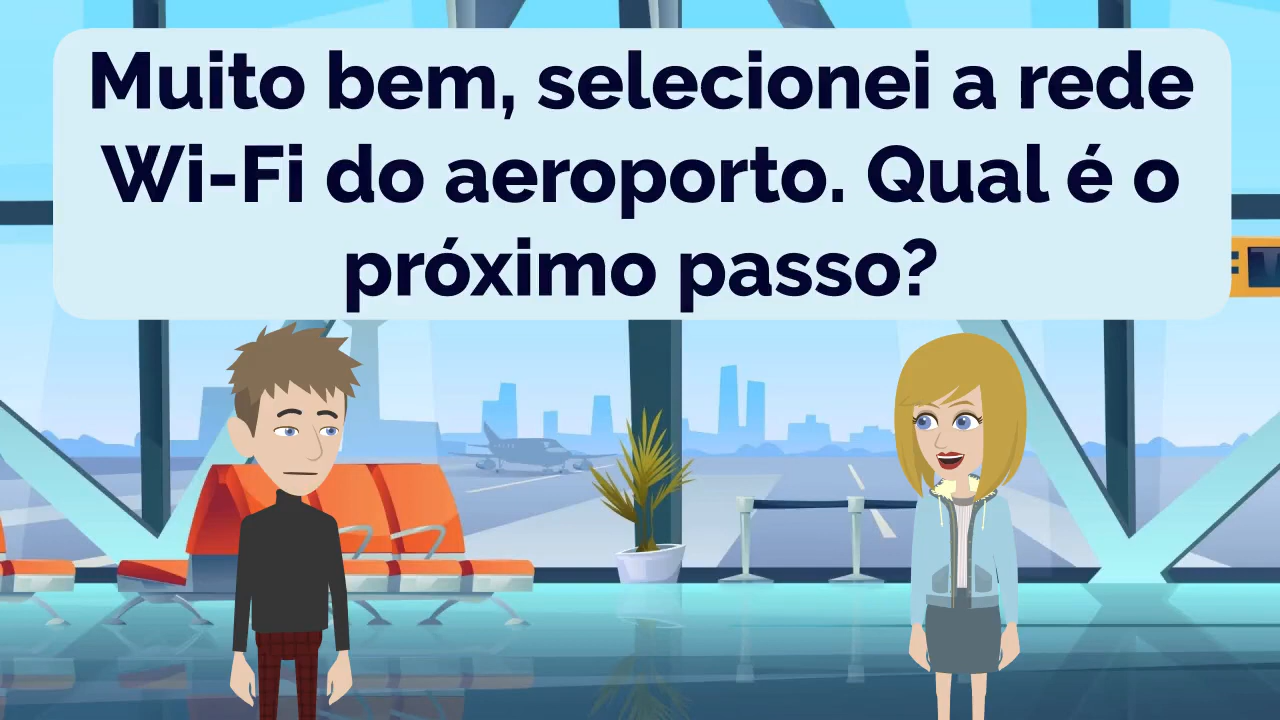 Muito bem, selecionei a rede
Wi-Fi do aeroporto. Qual é o
próximo passo?